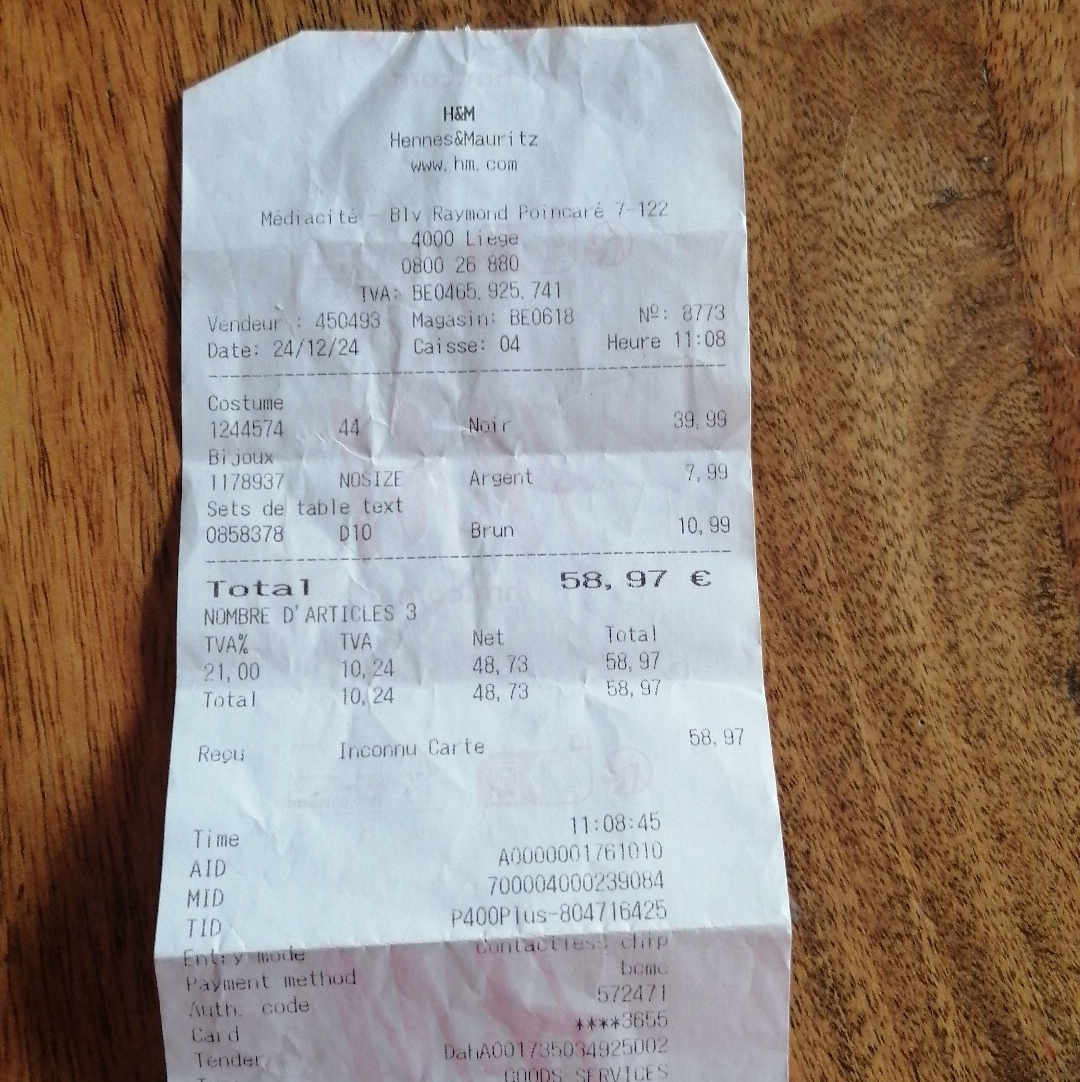 H&M
Hennes&Mauritz
www.hm.com
Médiacité - Blv Raymond Poincaré 7-122
4000 Liege
0800 26 880
TVA: BE0465.925.741
Vendeur : 450493 Magasin: BE0618 Nº: 8773
Date: 24/12/24 Caisse: 04 Heure 11:08
Costume
1244574 44 Noir 39,99
Bijoux
1178937 NOSIZE Argent 7,99
Sets de table text
0858378 D10 Brun 10,99
Total 58,97 €
NOMBRE D'ARTICLES 3
TVA% TVA Net Total
21,00 10,24 48,73 58,97
Total 10,24 48,73 58,97
Reçu Inconnu Carte 58,97
Time 11:08:45
AID A0000001761010
MID 700004000239084
TID P400Plus-804716425
Entry mode Contactless chip
Payment method bcmc
Auth. code 572471
Card ****3655
Tender DahA001735034925002
GOODS SERVICES